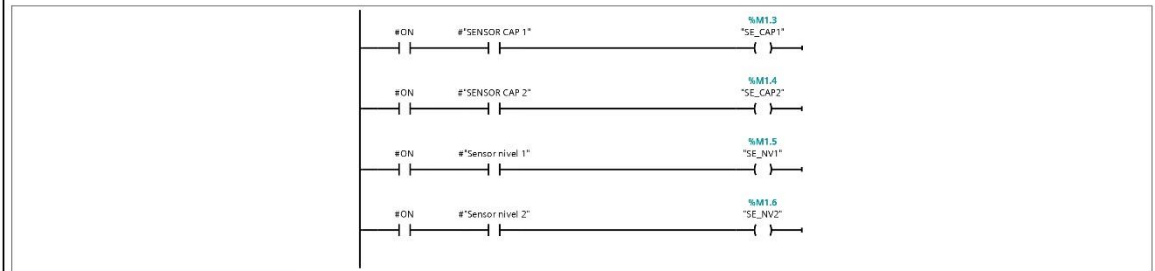 %M1.3
#ON #"SENSOR CAP 1" "SE_CAP1"
%M1.4
#ON #"SENSOR CAP 2" "SE_CAP2"
%M1.5
#ON #"Sensor nivel 1" "SE_NV1"
%M1.6
#ON #"Sensor nivel 2" "SE_NV2"